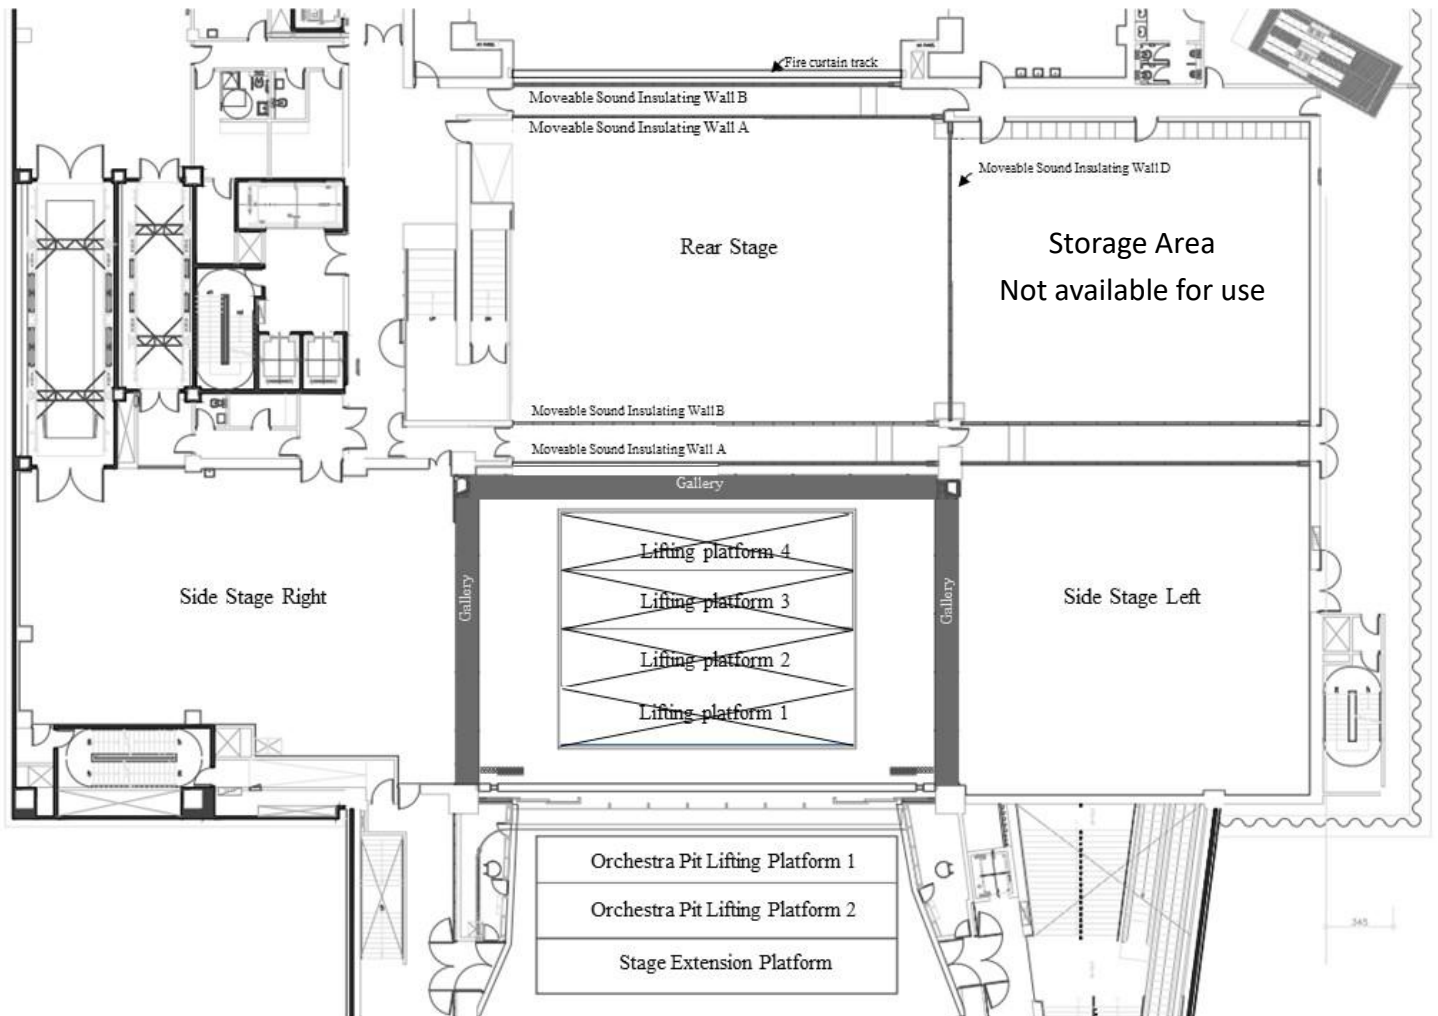 Fire curtain track
Moveable Sound Insulating Wall B
Moveable Sound Insulating Wall A
Moveable Sound Insulating Wall D
Rear Stage
Storage Area
Not available for use
UP
DN
Moveable Sound Insulating Wall B
Moveable Sound Insulating Wall A
Gallery
Lifting platform 4
Side Stage Right
Gallery
Lifting platform 3
Gallery
Side Stage Left
Lifting platform 2
Lifting platform 1
Orchestra Pit Lifting Platform 1
Orchestra Pit Lifting Platform 2
345
Stage Extension Platform